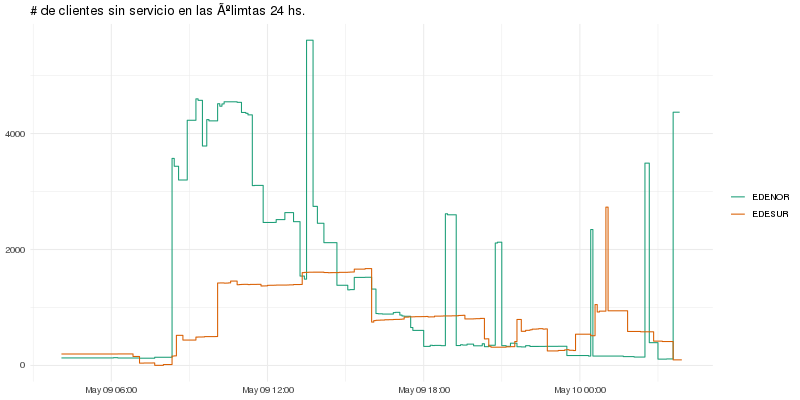 # de clientes sin servicio en las Ãºlimtas 24 hs.
4000
2000
0
May 09 06:00
May 09 12:00
May 09 18:00
May 10 00:00
EDENOR
EDESUR